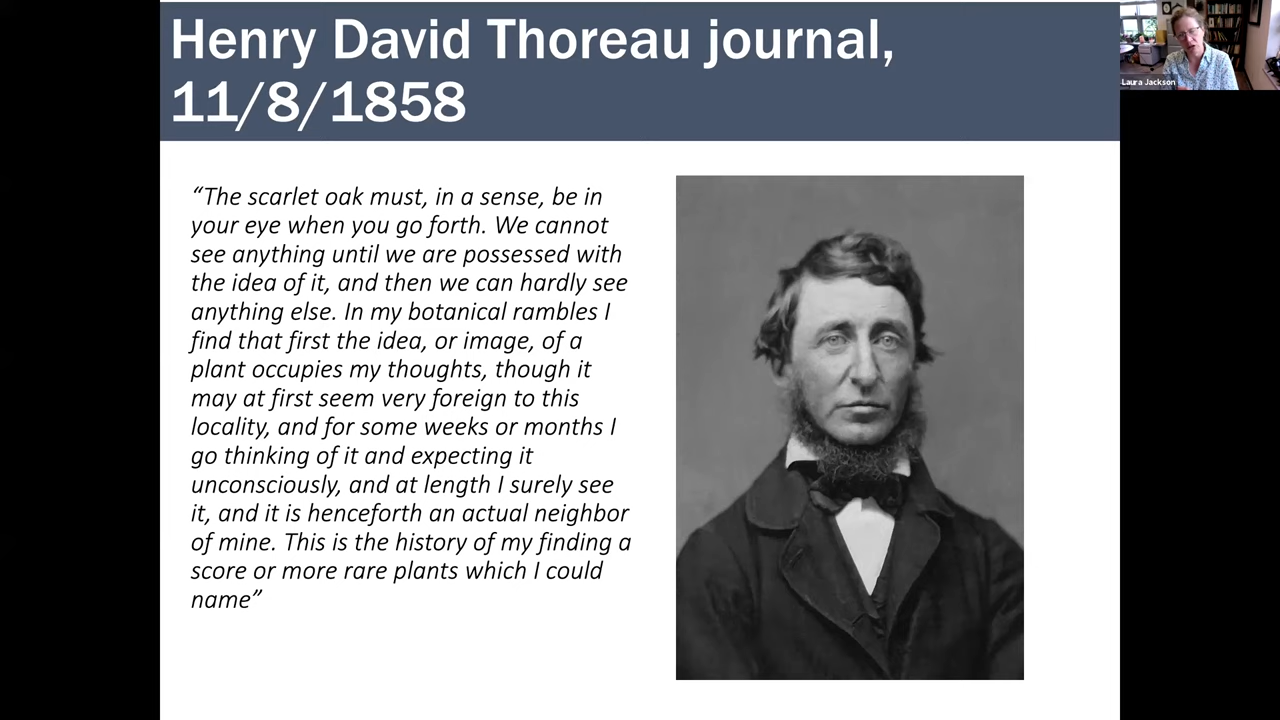 Henry David Thoreau journal,
11/8/1858
Laura Jackson
“The scarlet oak must, in a sense, be in
your eye when you go forth. We cannot
see anything until we are possessed with
the idea of it, and then we can hardly see
anything else. In my botanical rambles I
find that first the idea, or image, of a
plant occupies my thoughts, though it
may at first seem very foreign to this
locality, and for some weeks or months I
go thinking of it and expecting it
unconsciously, and at length I surely see
it, and it is henceforth an actual neighbor
of mine. This is the history of my finding a
score or more rare plants which I could
name”